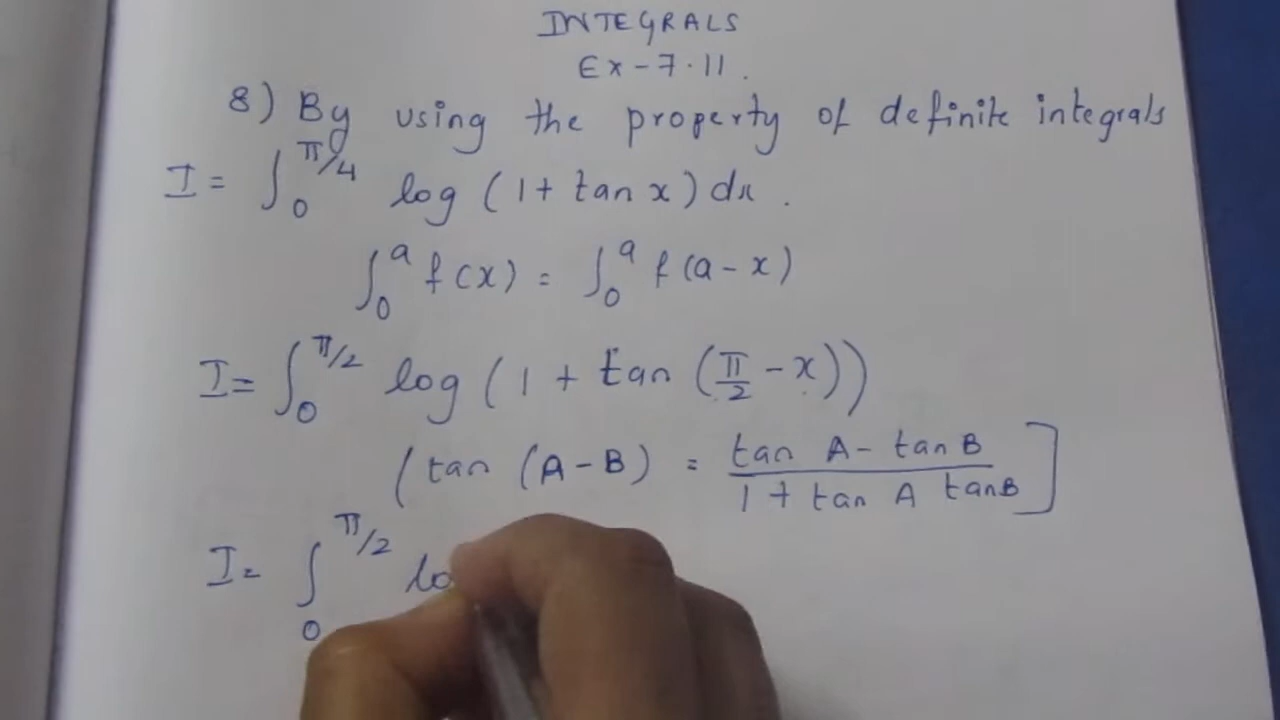 INTEGRALS
Ex-7.11.
8) By using the property of definite integrals
I = ∫₀^π/4 log (1 + tan x) dx .
∫₀^a f(x) = ∫₀^a f(a - x)
I = ∫₀^π/2 log (1 + tan (π/2 - x))
(tan (A - B) = (tan A - tan B)/(1 + tan A tanB)]
I = ∫₀^π/2 lo